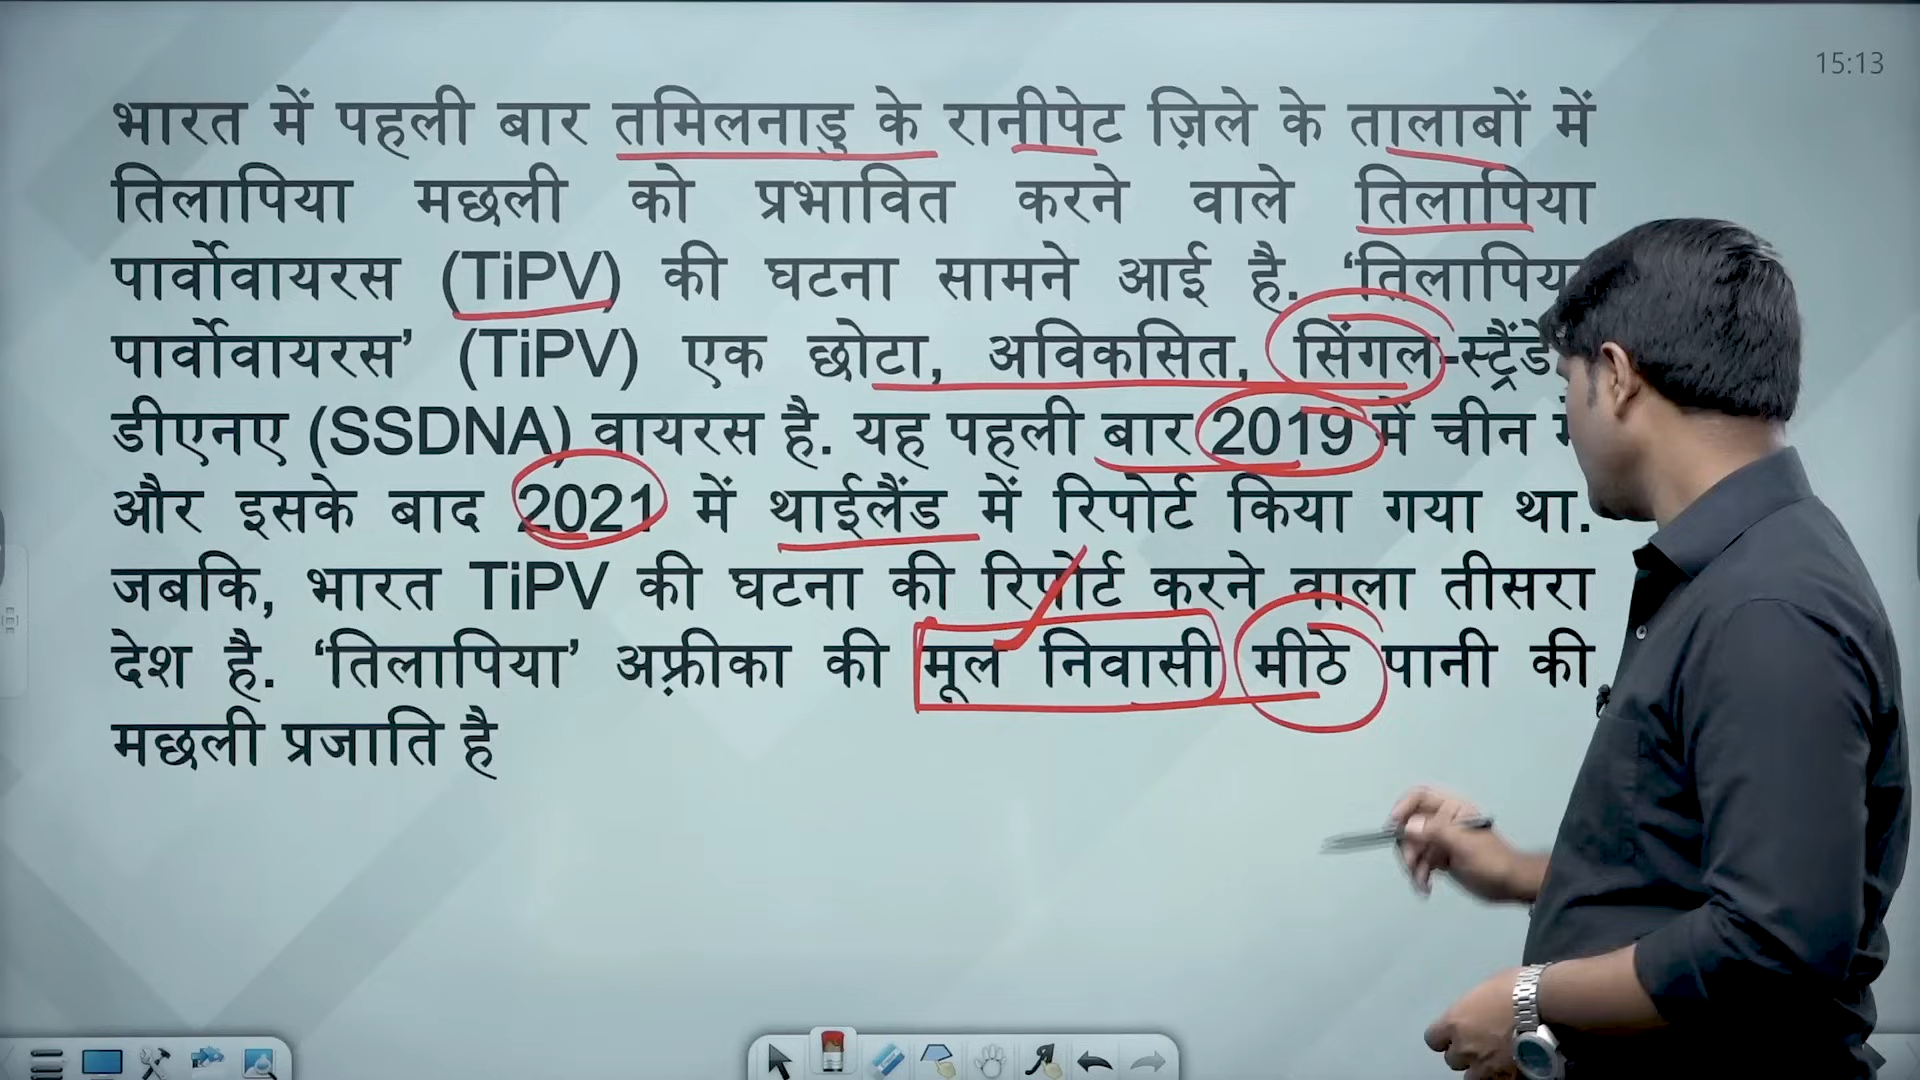 15:13
भारत में पहली बार तमिलनाडु के रानीपेट ज़िले के तालाबों में
तिलापिया मछली को प्रभावित करने वाले तिलापिया
पार्वोवायरस (TiPV) की घटना सामने आई है. ‘तिलापिया
पार्वोवायरस’ (TiPV) एक छोटा, अविकसित, सिंगल-स्ट्रैंडे
डीएनए (SSDNA) वायरस है. यह पहली बार 2019 में चीन में
और इसके बाद 2021 में थाईलैंड में रिपोर्ट किया गया था.
जबकि, भारत TiPV की घटना की रिपोर्ट करने वाला तीसरा
देश है. ‘तिलापिया’ अफ़्रीका की मूल निवासी मीठे पानी की
मछली प्रजाति है